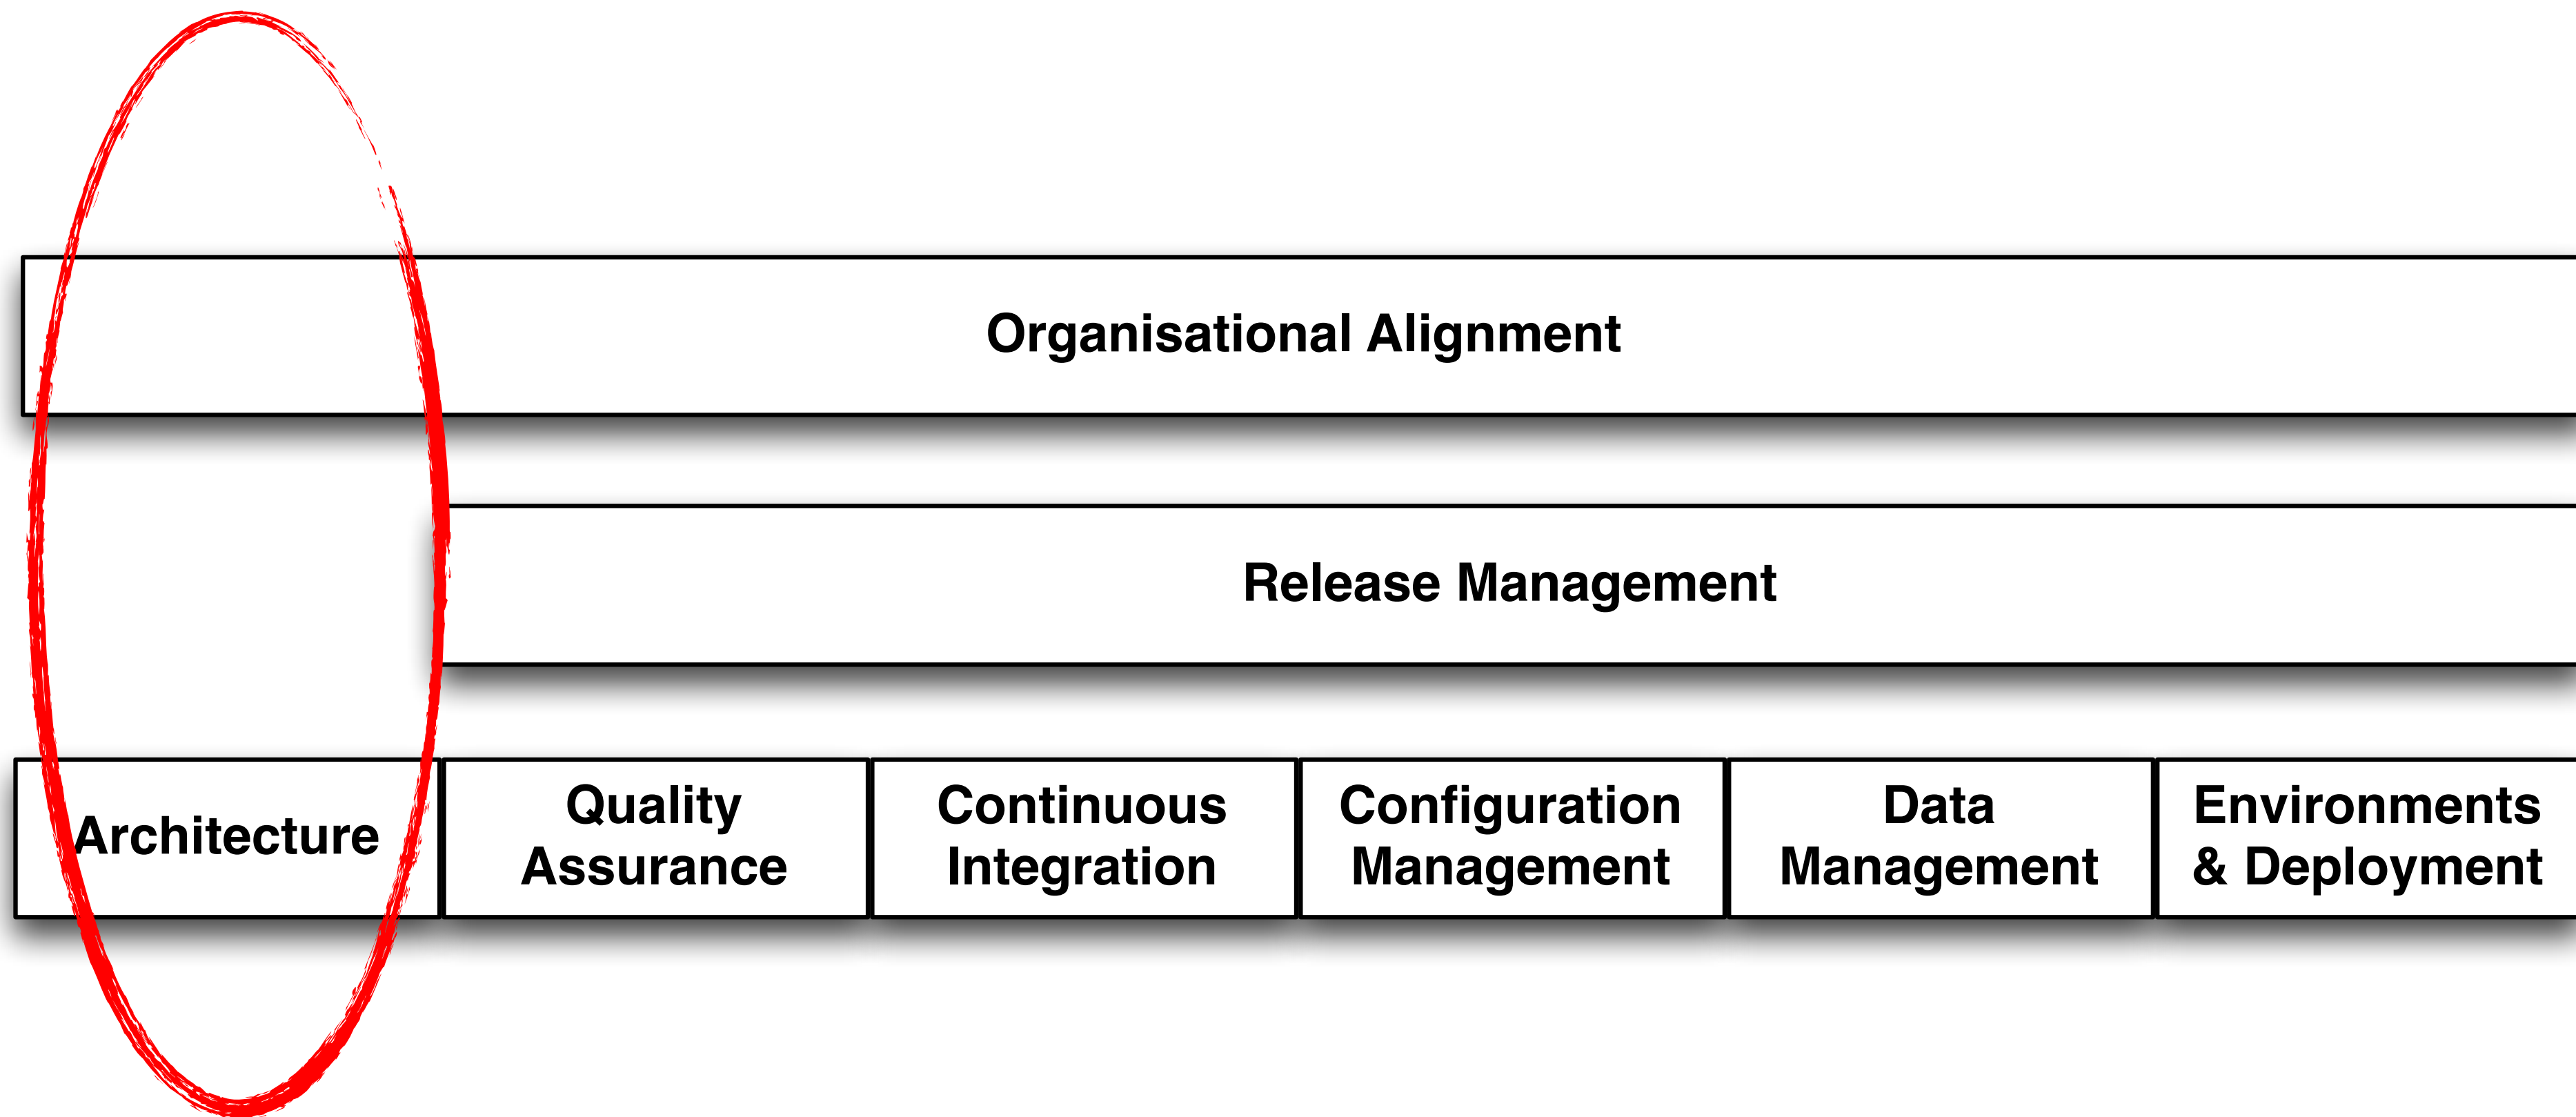 Organisational Alignment
Release Management
Architecture
Quality
Assurance
Continuous
Integration
Configuration
Management
Data
Management
Environments
& Deployment